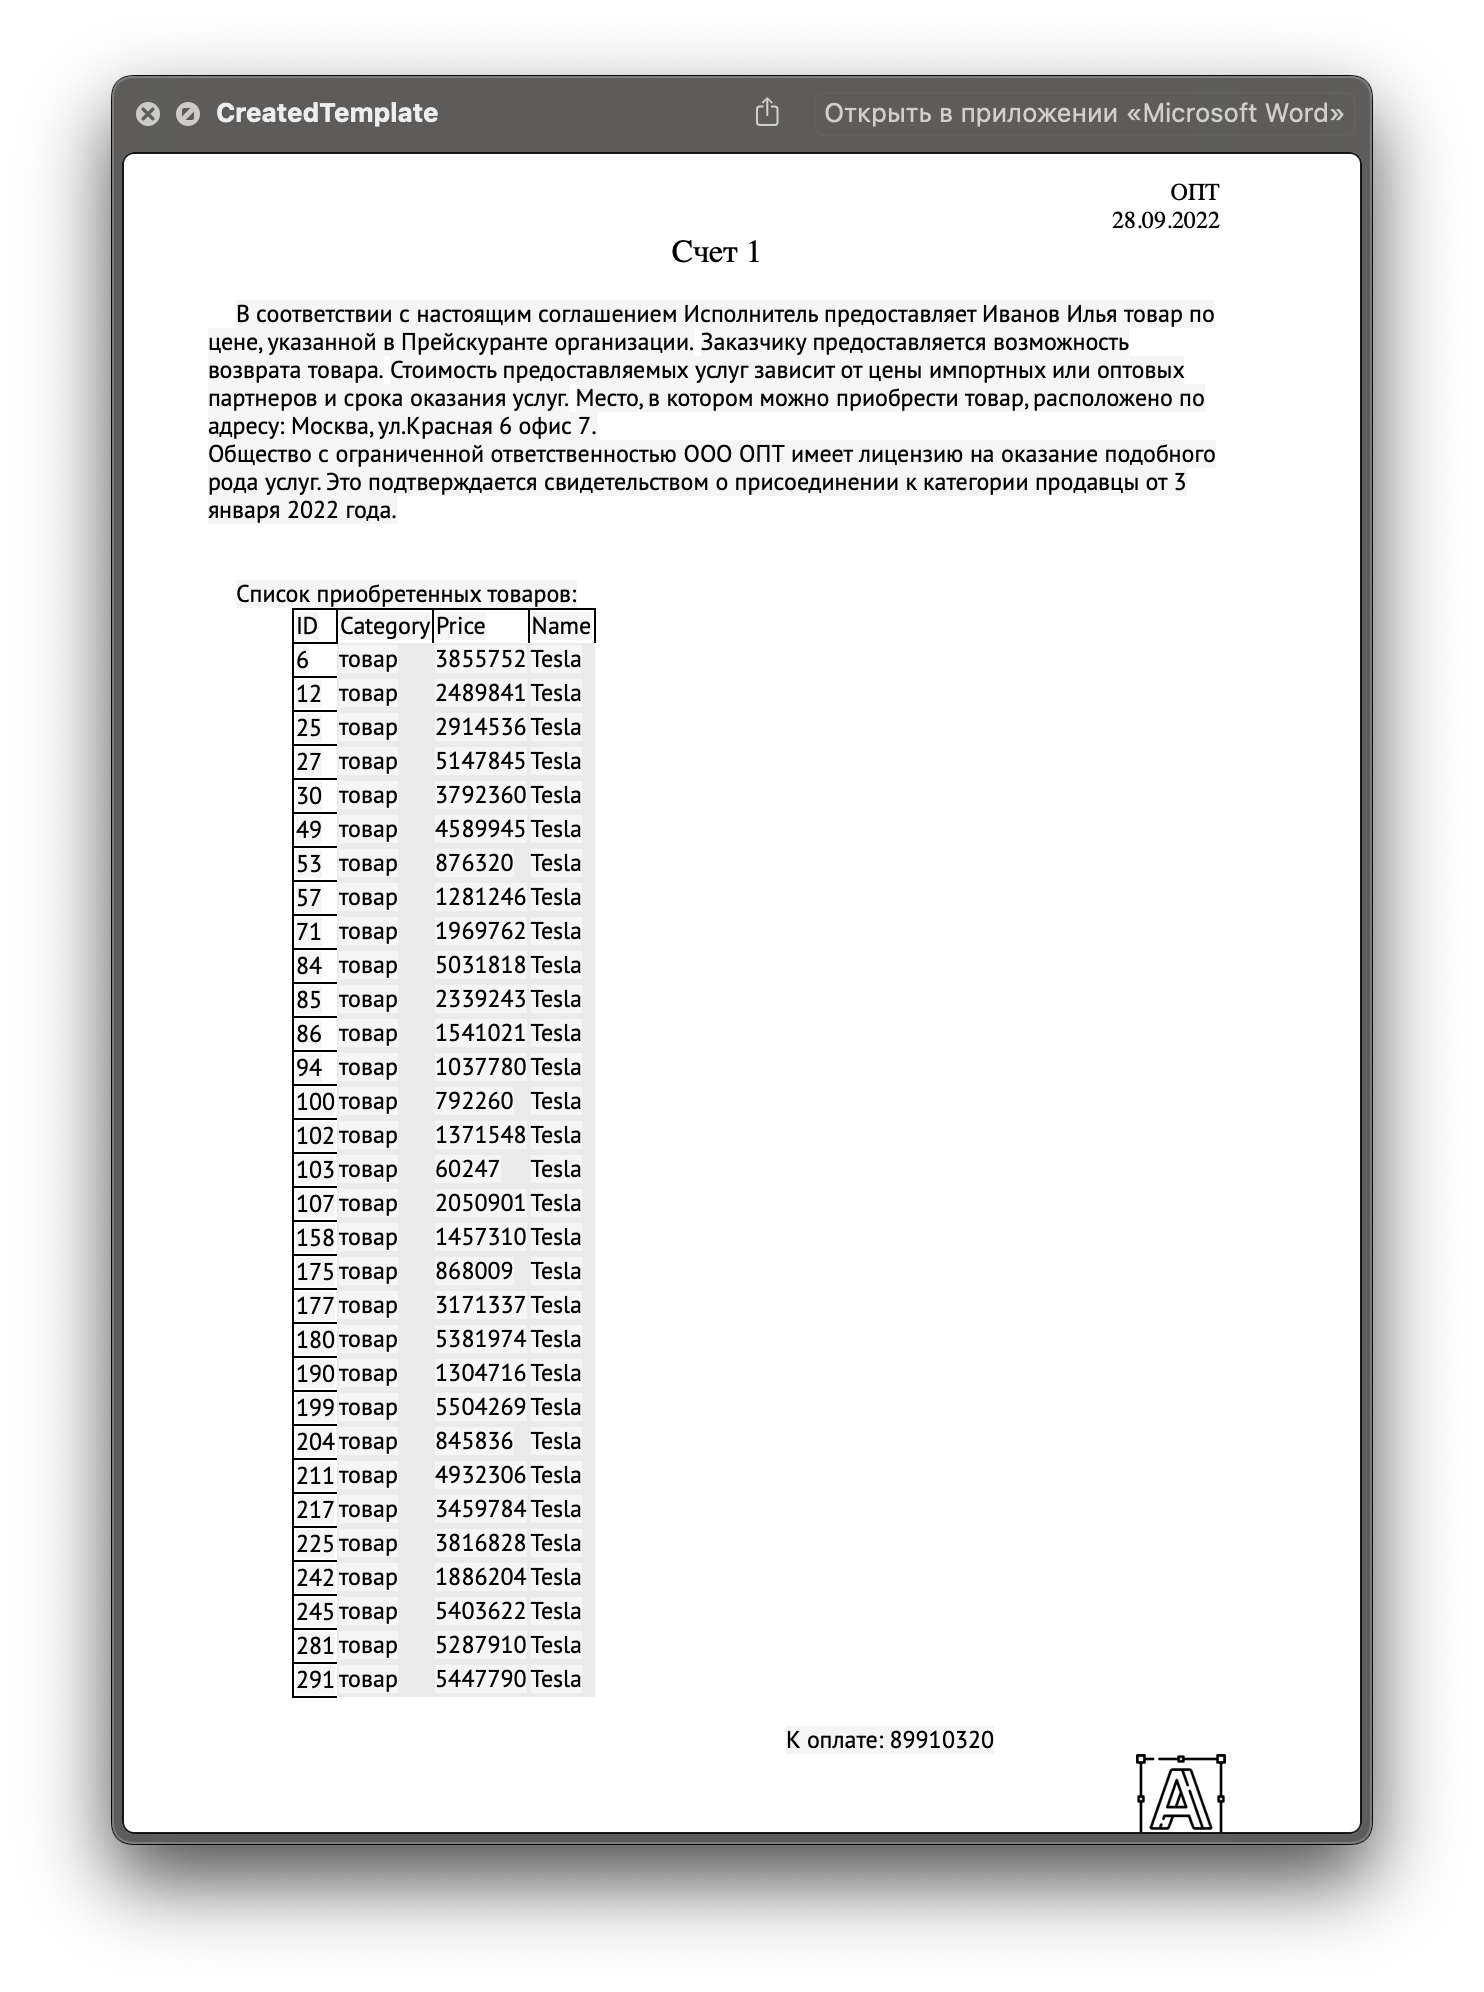 CreatedTemplate
Открыть в приложении «Microsoft Word»
ОПТ
28.09.2022
Счет 1
В соответствии с настоящим соглашением Исполнитель предоставляет Иванов Илья товар по
цене, указанной в Прейскуранте организации. Заказчику предоставляется возможность
возврата товара. Стоимость предоставляемых услуг зависит от цены импортных или оптовых
партнеров и срока оказания услуг. Место, в котором можно приобрести товар, расположено по
адресу: Москва, ул.Красная 6 офис 7.
Общество с ограниченной ответственностью ООО ОПТ имеет лицензию на оказание подобного
рода услуг. Это подтверждается свидетельством о присоединении к категории продавцы от 3
января 2022 года.
Список приобретенных товаров:
ID Category Price Name
6 товар 3855752 Tesla
12 товар 2489841 Tesla
25 товар 2914536 Tesla
27 товар 5147845 Tesla
30 товар 3792360 Tesla
49 товар 4589945 Tesla
53 товар 876320 Tesla
57 товар 1281246 Tesla
71 товар 1969762 Tesla
84 товар 5031818 Tesla
85 товар 2339243 Tesla
86 товар 1541021 Tesla
94 товар 1037780 Tesla
100 товар 792260 Tesla
102 товар 1371548 Tesla
103 товар 60247 Tesla
107 товар 2050901 Tesla
158 товар 1457310 Tesla
175 товар 868009 Tesla
177 товар 3171337 Tesla
180 товар 5381974 Tesla
190 товар 1304716 Tesla
199 товар 5504269 Tesla
204 товар 845836 Tesla
211 товар 4932306 Tesla
217 товар 3459784 Tesla
225 товар 3816828 Tesla
242 товар 1886204 Tesla
245 товар 5403622 Tesla
281 товар 5287910 Tesla
291 товар 5447790 Tesla
К оплате: 89910320
A